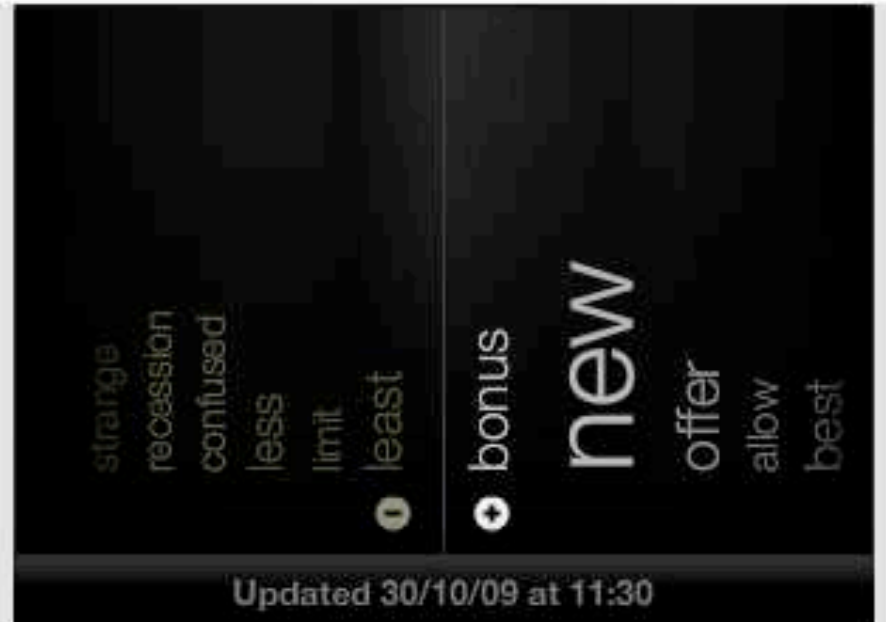 strange
recession
confused
less
limit
least
bonus
new
offer
allow
best
Updated 30/10/09 at 11:30